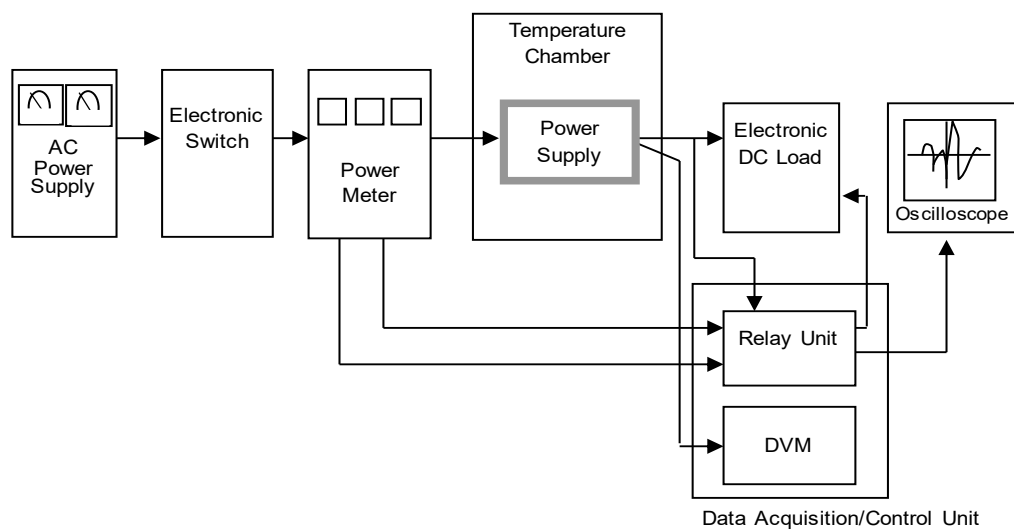 Temperature
Chamber
AC
Power
Supply
Electronic
Switch
Power
Meter
Power
Supply
Electronic
DC Load
Oscilloscope
Relay Unit
DVM
Data Acquisition/Control Unit